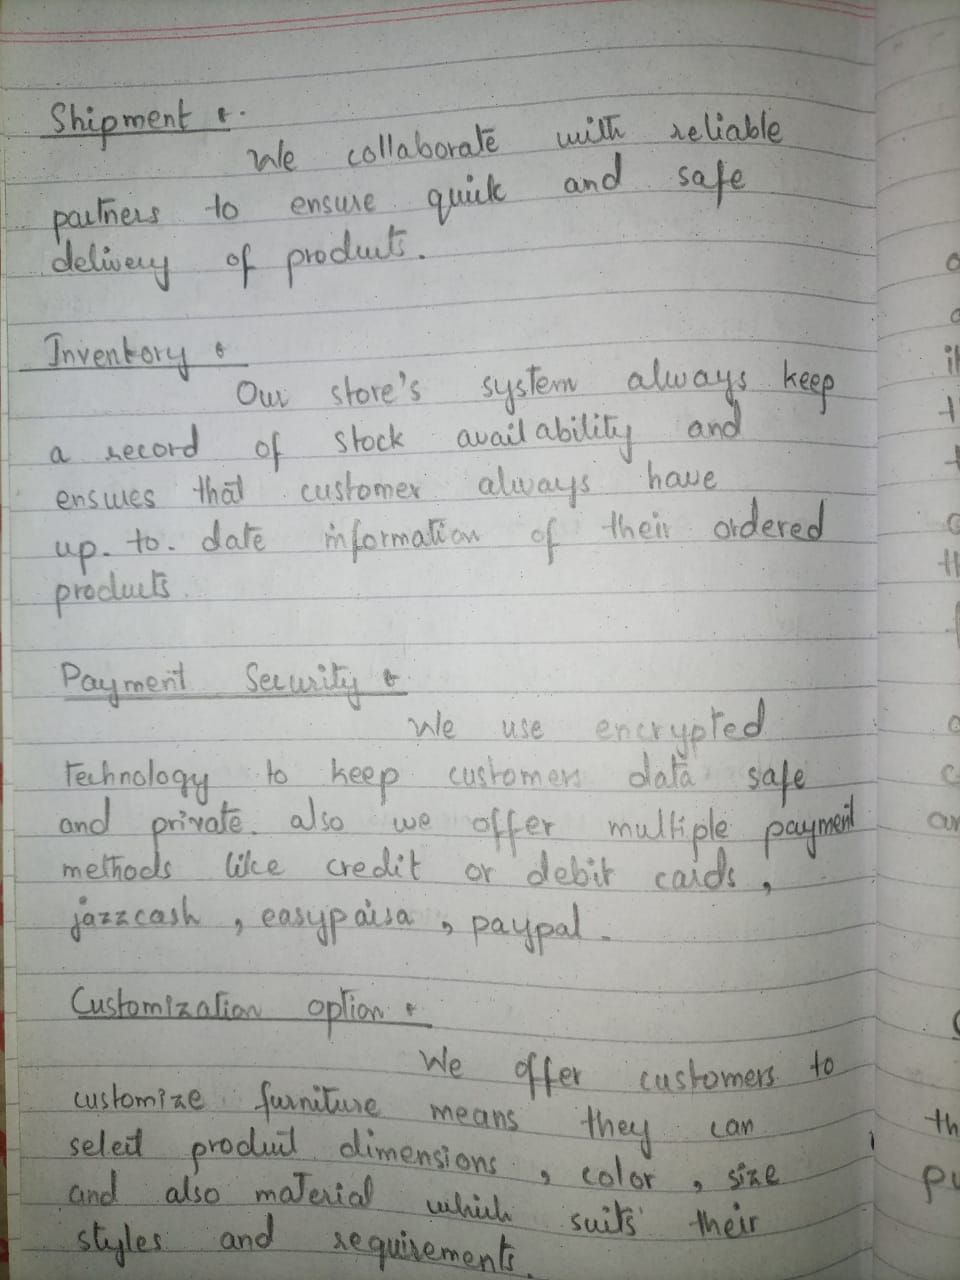 Shipment :-
We collaborate with reliable
partners to ensure quick and safe
delivery of products.
Inventory :
Our store's system always keep
a record of stock availability and
ensures that customer always have
up-to-date information of their ordered
products.
Payment Security :-
We use encrypted
technology to keep customers data safe
and private. also we offer multiple payment
methods like credit or debit cards,
jazzcash, easypaisa, paypal.
Customization option :
We offer customers to
customize furniture means they can
select product dimensions, color, size
and also material which suits their
styles and requirements.